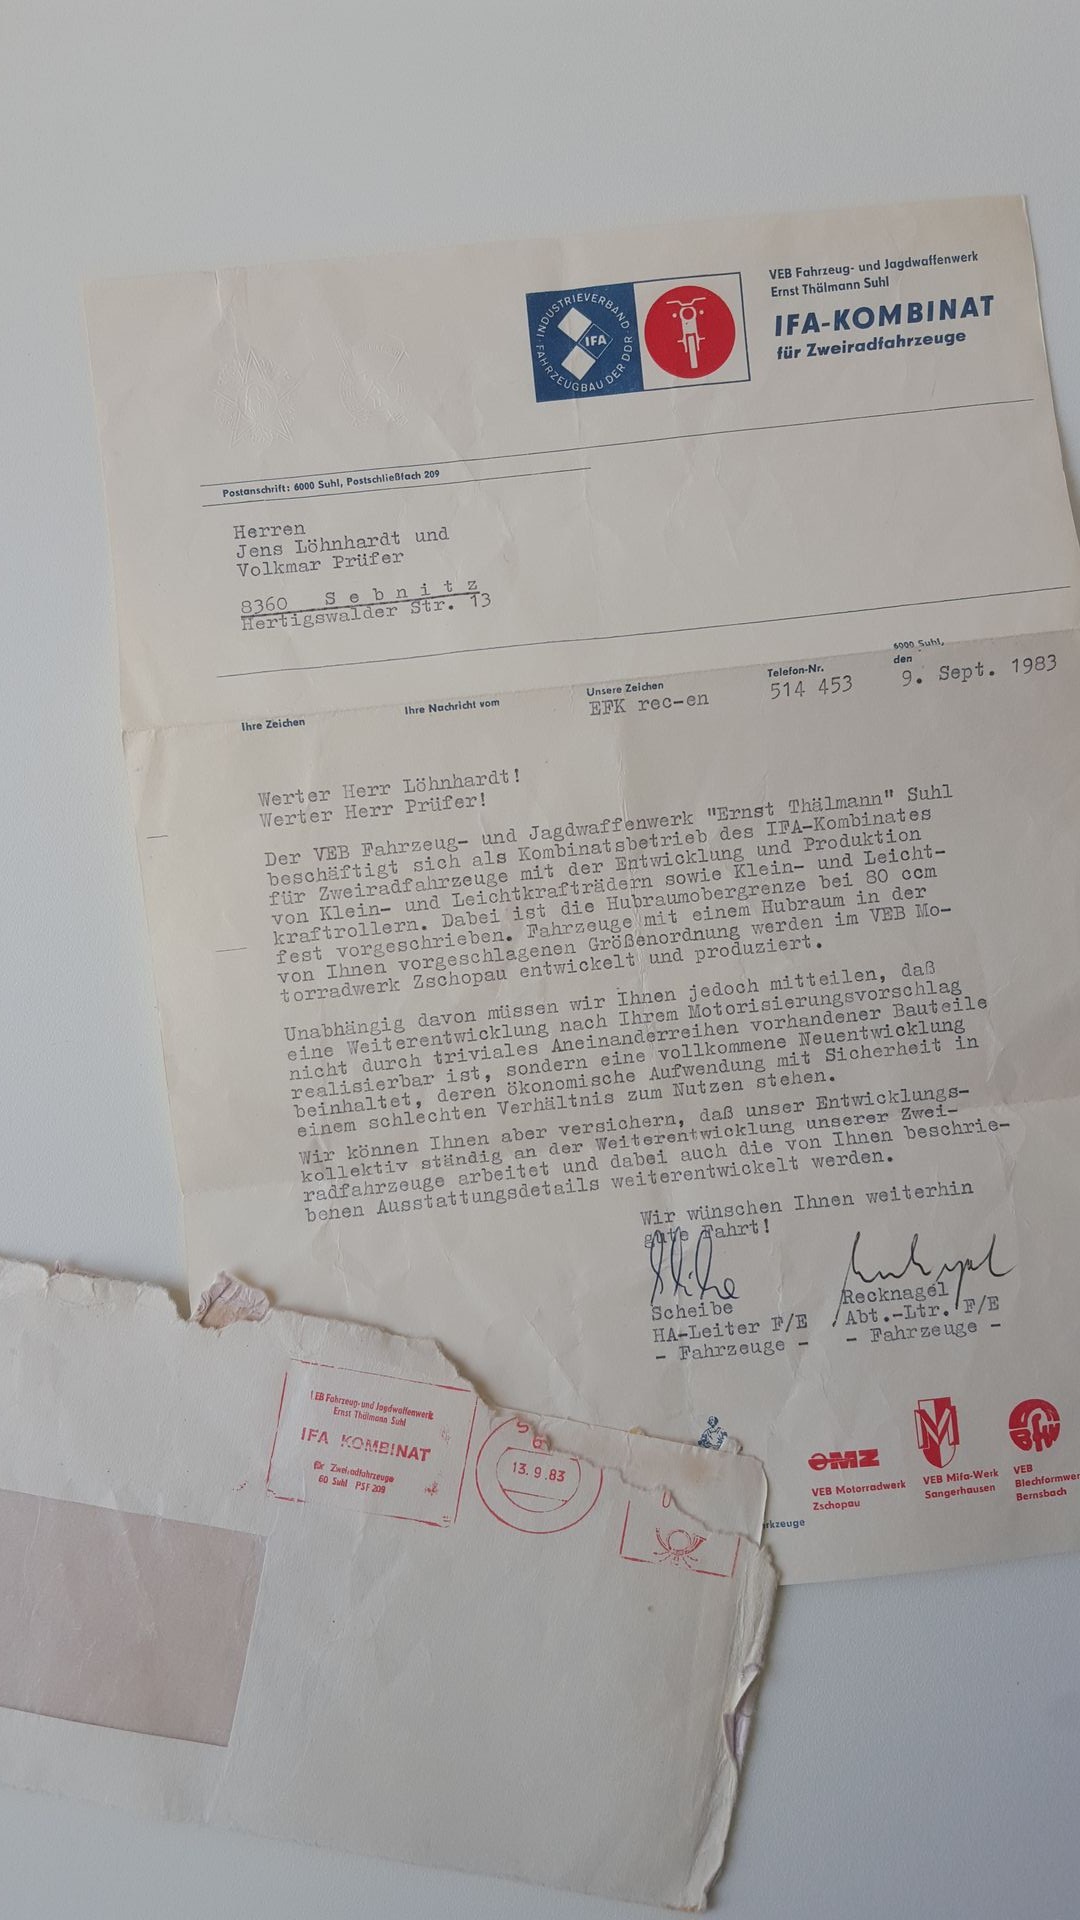 VEB Fahrzeug- und Jagdwaffenwerk
Ernst Thälmann Suhl
IFA-KOMBINAT
für Zweiradfahrzeuge
INDUSTRIEVERBAND
FAHRZEUGBAU DER DDR
IFA
Postanschrift: 6000 Suhl, Postschließfach 209
Herren
Jens Löhnhardt und
Volkmar Prüfer
8360 S e b n i t z
Hertigswalder Str. 13
Ihre Zeichen
Ihre Nachricht vom
Unsere Zeichen
EFK rec-en
Telefon-Nr.
514 453
6000 Suhl,
den
9. Sept. 1983
Werter Herr Löhnhardt!
Werter Herr Prüfer!
Der VEB Fahrzeug- und Jagdwaffenwerk "Ernst Thälmann" Suhl
beschäftigt sich als Kombinatsbetrieb des IFA-Kombinates
für Zweiradfahrzeuge mit der Entwicklung und Produktion
von Klein- und Leichtkrafträdern sowie Klein- und Leicht-
kraftrollern. Dabei ist die Hubraumobergrenze bei 80 ccm
fest vorgeschrieben. Fahrzeuge mit einem Hubraum in der
von Ihnen vorgeschlagenen Größenordnung werden im VEB Mo-
torradwerk Zschopau entwickelt und produziert.
Unabhängig davon müssen wir Ihnen jedoch mitteilen, daß
eine Weiterentwicklung nach Ihrem Motorisierungsvorschlag
nicht durch triviales Aneinanderreihen vorhandener Bauteile
realisierbar ist, sondern eine vollkommene Neuentwicklung
beinhaltet, deren ökonomische Aufwendung mit Sicherheit in
einem schlechten Verhältnis zum Nutzen stehen.
Wir können Ihnen aber versichern, daß unser Entwicklungs-
kollektiv ständig an der Weiterentwicklung unserer Zwei-
radfahrzeuge arbeitet und dabei auch die von Ihnen beschrie-
benen Ausstattungsdetails weiterentwickelt werden.
Wir wünschen Ihnen weiterhin
gute Fahrt!
Scheibe
HA-Leiter F/E
- Fahrzeuge -
Recknagel
Abt.-Ltr. F/E
- Fahrzeuge -
MZ
VEB Motorradwerk
Zschopau
VEB Mifa-Werk
Sangerhausen
BFW
VEB
Blechformwer
Bernsbach
rkzeuge
EB Fahrzeug- und Jagdwaffenwerk
Ernst Thälmann Suhl
IFA KOMBINAT
für Zweiradfahrzeuge
60 Suhl PSF 209
13.9.83